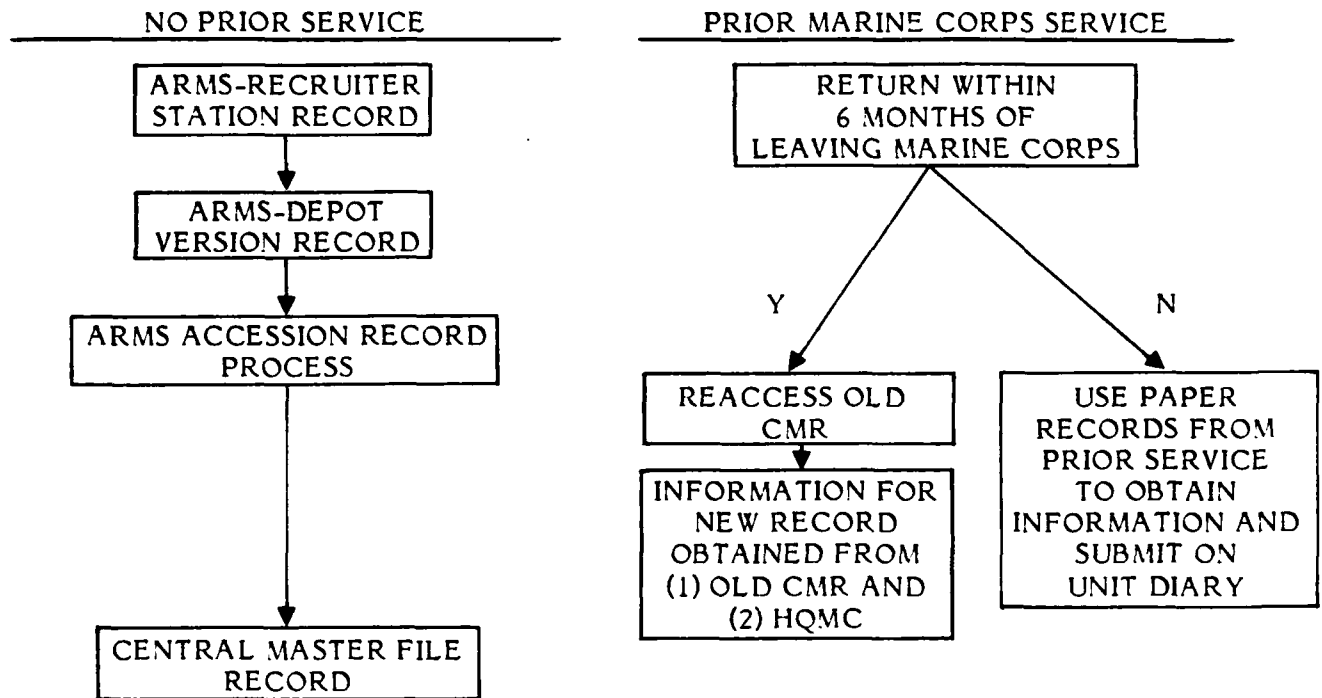 NO PRIOR SERVICE
ARMS-RECRUITER
STATION RECORD
ARMS-DEPOT
VERSION RECORD
ARMS ACCESSION RECORD
PROCESS
CENTRAL MASTER FILE
RECORD
PRIOR MARINE CORPS SERVICE
RETURN WITHIN
6 MONTHS OF
LEAVING MARINE CORPS
Y
N
REACCESS OLD
CMR
INFORMATION FOR
NEW RECORD
OBTAINED FROM
(1) OLD CMR AND
(2) HQMC
USE PAPER
RECORDS FROM
PRIOR SERVICE
TO OBTAIN
INFORMATION AND
SUBMIT ON
UNIT DIARY